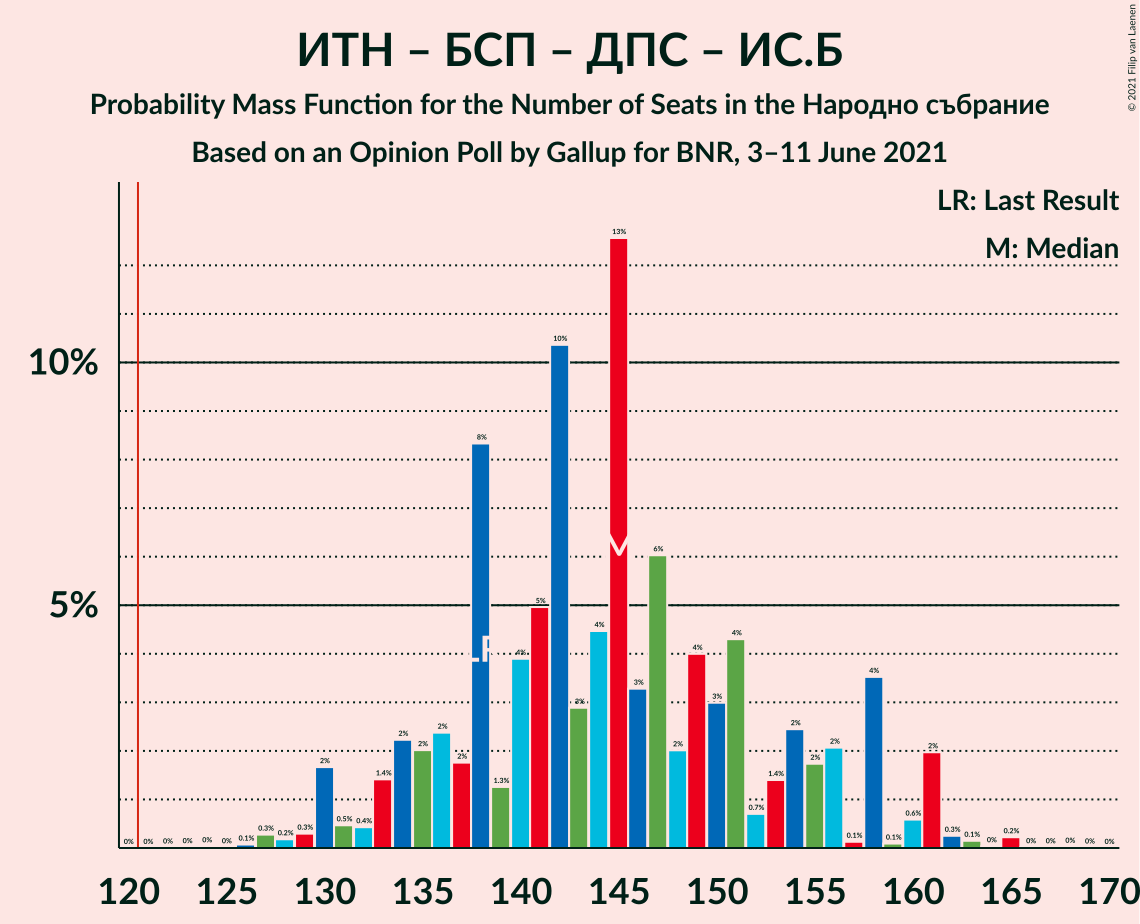 ИТН – БСП – ДПС – ИС.Б
Probability Mass Function for the Number of Seats in the Народно събрание
Based on an Opinion Poll by Gallup for BNR, 3–11 June 2021
© 2021 Filip van Laenen
LR: Last Result
M: Median
10%
5%
0% 0% 0% 0% 0% 0% 0.1% 0.3% 0.2% 0.3% 2% 0.5% 0.4% 1.4% 2% 2% 2% 2% 8% 1.3% 4% 5% 10% 3% 4% 13% 3% 6% 2% 4% 3% 4% 0.7% 1.4% 2% 2% 2% 0.1% 4% 0.1% 0.6% 2% 0.3% 0.1% 0% 0.2% 0% 0% 0% 0% 0%
LR
M
120 125 130 135 140 145 150 155 160 165 170